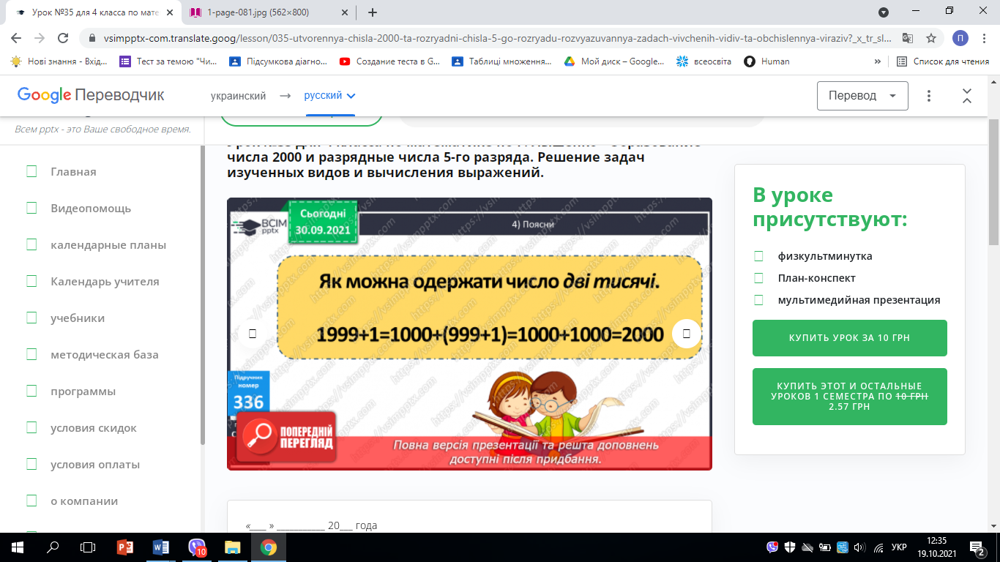 Урок №35 для 4 класса по мате
1-page-081.jpg (562×800)
vsimpptx-com.translate.goog/lesson/035-utvorennya-chisla-2000-ta-rozryadni-chisla-5-go-rozryadu-rozvyazuvannya-zadach-vivchenih-vidiv-ta-obchislennya-viraziv?_x_tr_sl...
П
Нові знання – Вхід...
Тест за темою "Чи...
Підсумкова діагно...
Создание теста в G...
Таблиці множення...
Мой диск – Google...
всеосвіта
Human
»
Список для чтения
Google Переводчик
украинский → русский
Перевод
Всем pptx - это Ваше свободное время.
Главная
Видеопомощь
календарные планы
Календарь учителя
учебники
методическая база
программы
условия скидок
условия оплаты
о компании
числа 2000 и разрядные числа 5-го разряда. Решение задач
изученных видов и вычисления выражений.
ВСІМ
pptx
Сьогодні
30.09.2021
4) Поясни
Як можна одержати число дві тисячі.
1999+1=1000+(999+1)=1000+1000=2000
Підручник
номер
336
ПОПЕРЕДНІЙ
ПЕРЕГЛЯД
Повна версія презентації та решта доповнень
доступні після придбання.
«____ » ___________ 20___ года
В уроке
присутствуют:
физкультминутка
План-конспект
мультимедийная презентация
КУПИТЬ УРОК ЗА 10 ГРН
КУПИТЬ ЭТОТ И ОСТАЛЬНЫЕ
УРОКОВ 1 СЕМЕСТРА ПО 10 ГРН
2.57 ГРН
10
УКР
12:35
19.10.2021
2